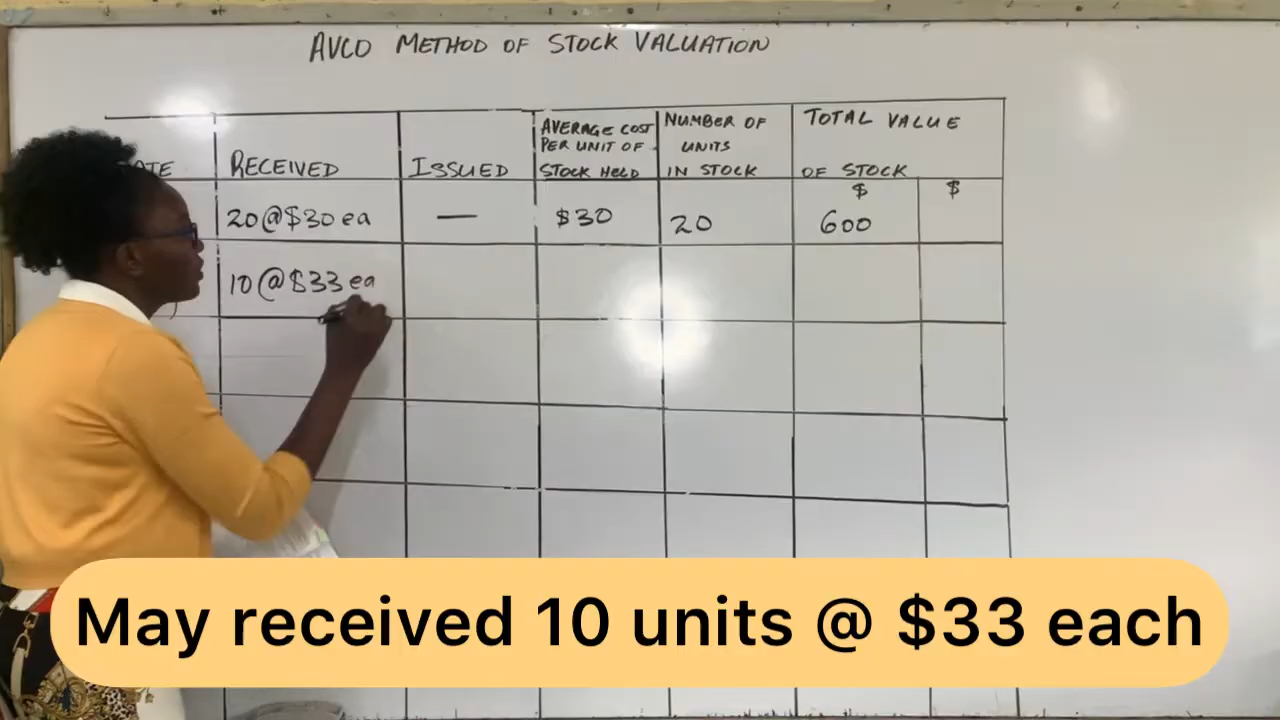 AVCO METHOD OF STOCK VALUATION
RECEIVED
ISSUED
AVERAGE COST
PER UNIT OF
STOCK HELD
NUMBER OF
UNITS
IN STOCK
TOTAL VALUE
OF STOCK
$ $
20@$30 ea — $30 20 600
10@$33 ea
May received 10 units @ $33 each